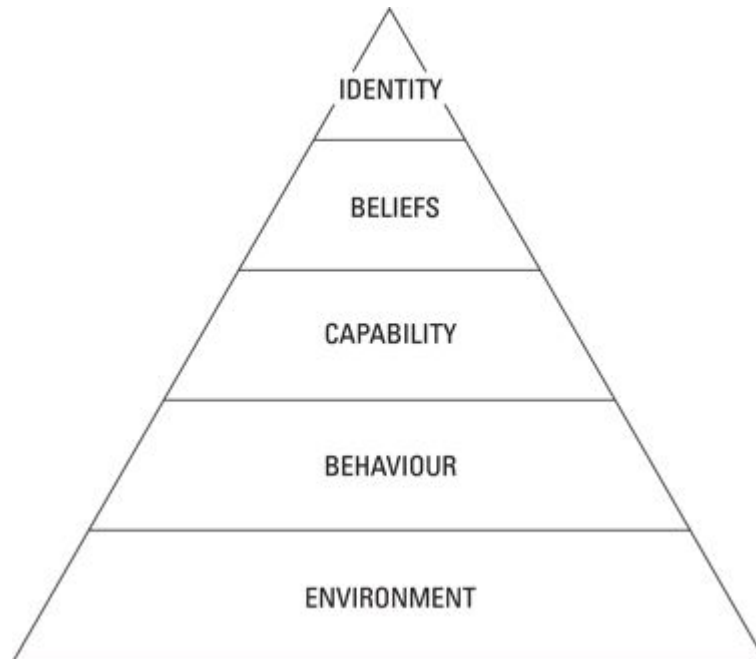 IDENTITY
BELIEFS
CAPABILITY
BEHAVIOUR
ENVIRONMENT